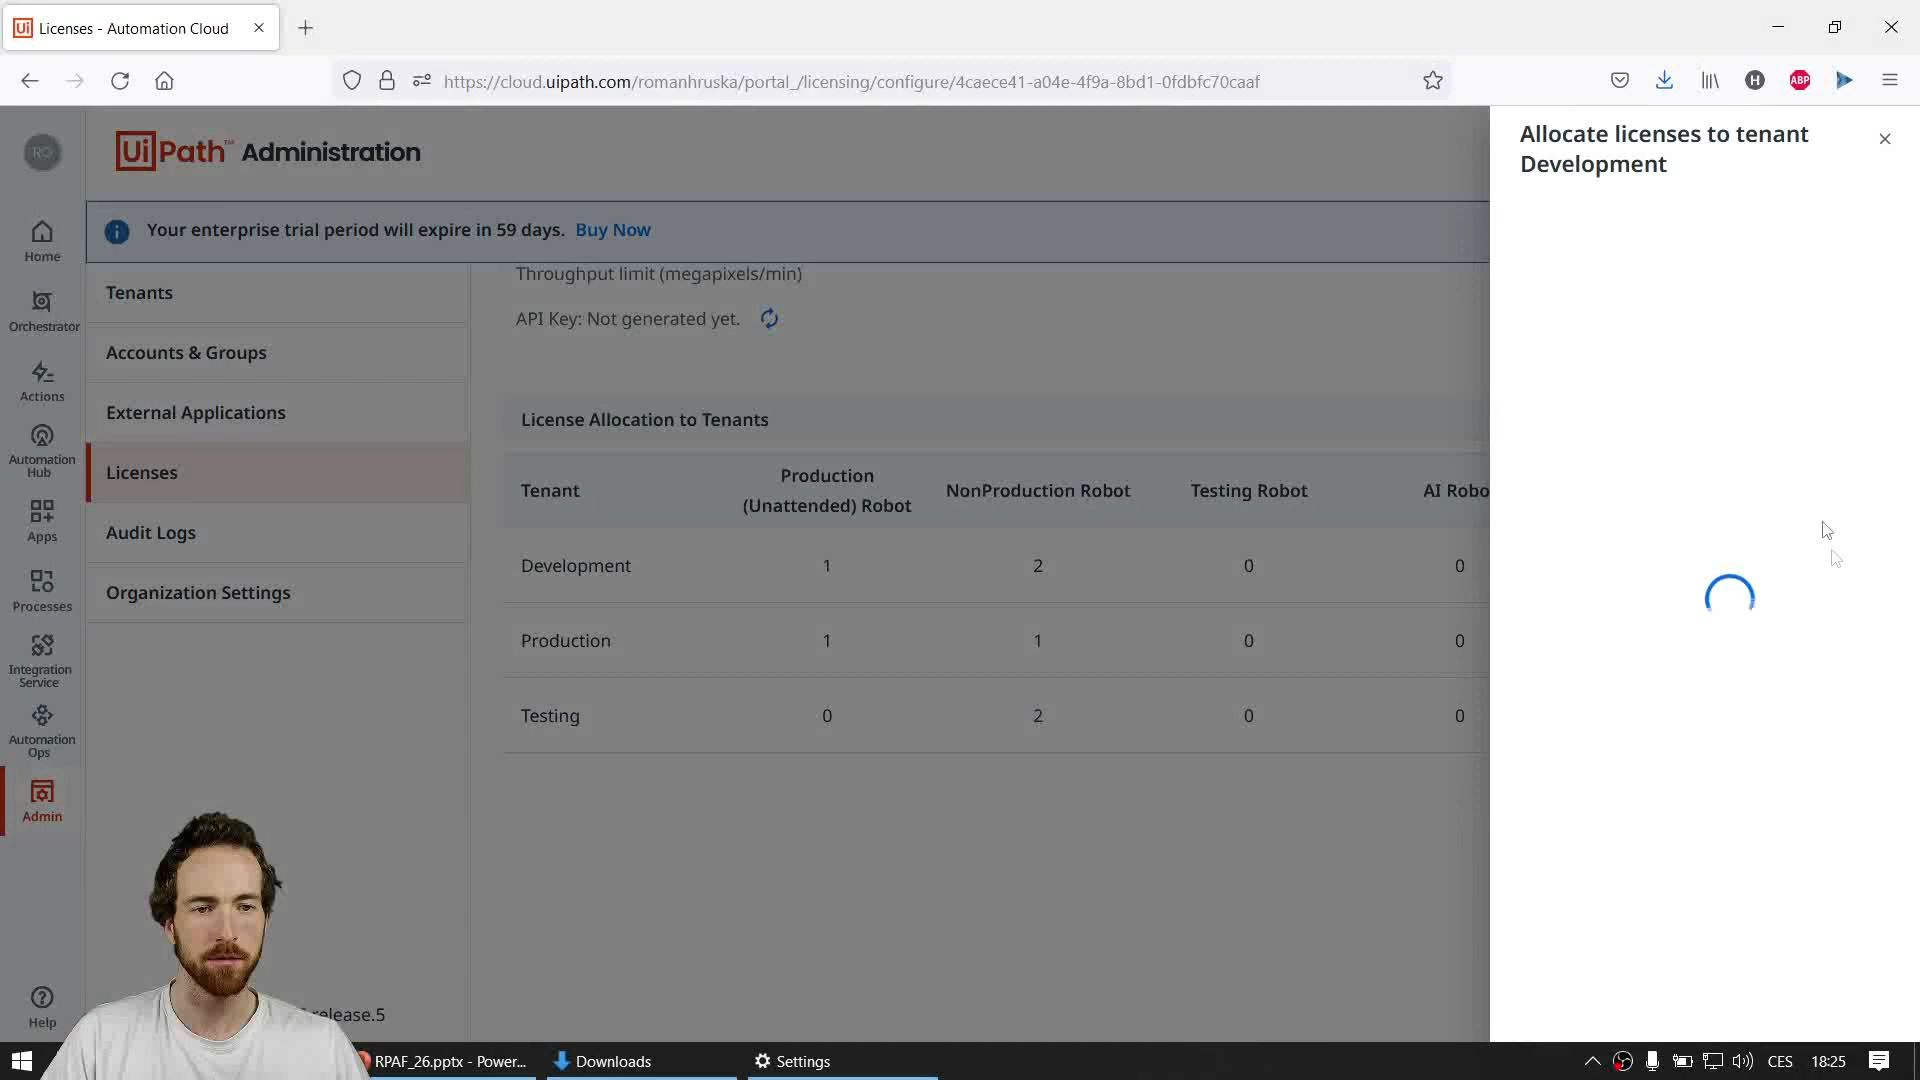 Licenses - Automation Cloud
https://cloud.uipath.com/romanhruska/portal_/licensing/configure/4caece41-a04e-4f9a-8bd1-0fdbfc70caaf
H
ABP
RO
UiPath™ Administration
Allocate licenses to tenant
Development
Your enterprise trial period will expire in 59 days. Buy Now
Home
Orchestrator
Actions
Automation
Hub
Apps
Processes
Integration
Service
Automation
Ops
Admin
Help
Tenants
Accounts & Groups
External Applications
Licenses
Audit Logs
Organization Settings
release.5
Throughput limit (megapixels/min)
API Key: Not generated yet.
License Allocation to Tenants
Tenant Production (Unattended) Robot NonProduction Robot Testing Robot AI Robo
Development 1 2 0 0
Production 1 1 0 0
Testing 0 2 0 0
RPAF_26.pptx - Power... Downloads Settings CES 18:25